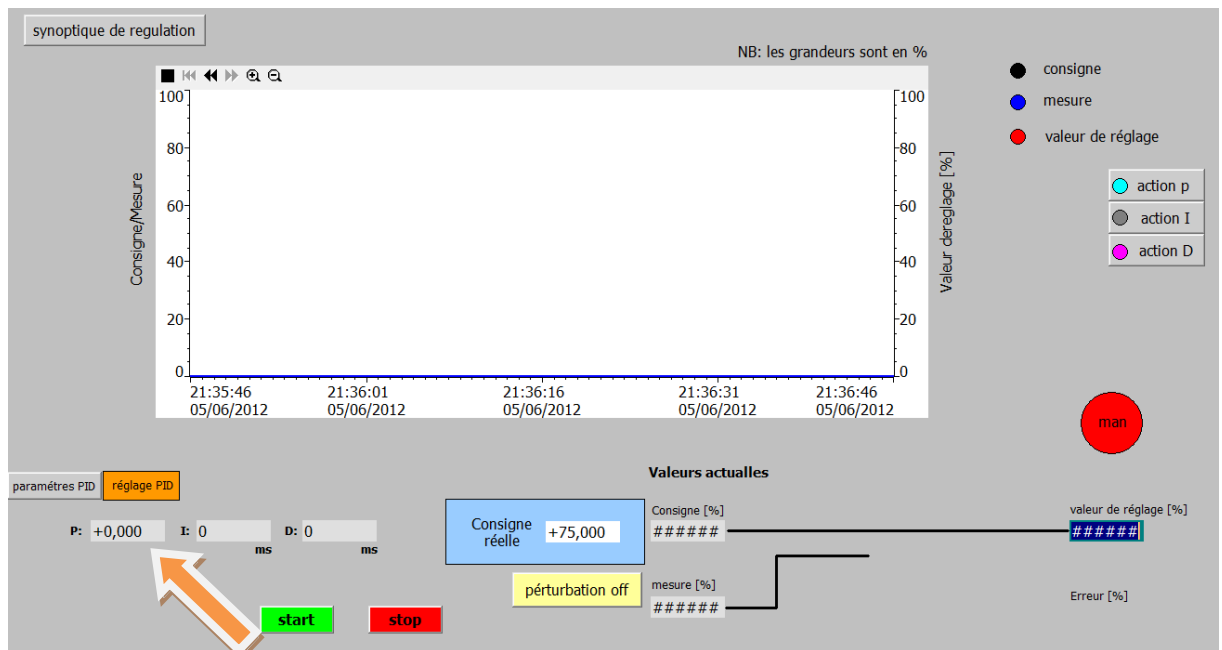 synoptique de regulation
NB: les grandeurs sont en %
consigne
mesure
valeur de réglage
action p
action I
action D
100
80
60
40
20
0
Consigne/Mesure
100
80
60
40
20
0
Valeur dereglage [%]
21:35:46 21:36:01 21:36:16 21:36:31 21:36:46
05/06/2012 05/06/2012 05/06/2012 05/06/2012 05/06/2012
man
paramétres PID réglage PID
P: +0,000 I: 0 ms D: 0 ms
start stop
Consigne
réelle
+75,000
pérturbation off
Valeurs actualles
Consigne [%]
######
valeur de réglage [%]
######
mesure [%]
######
Erreur [%]